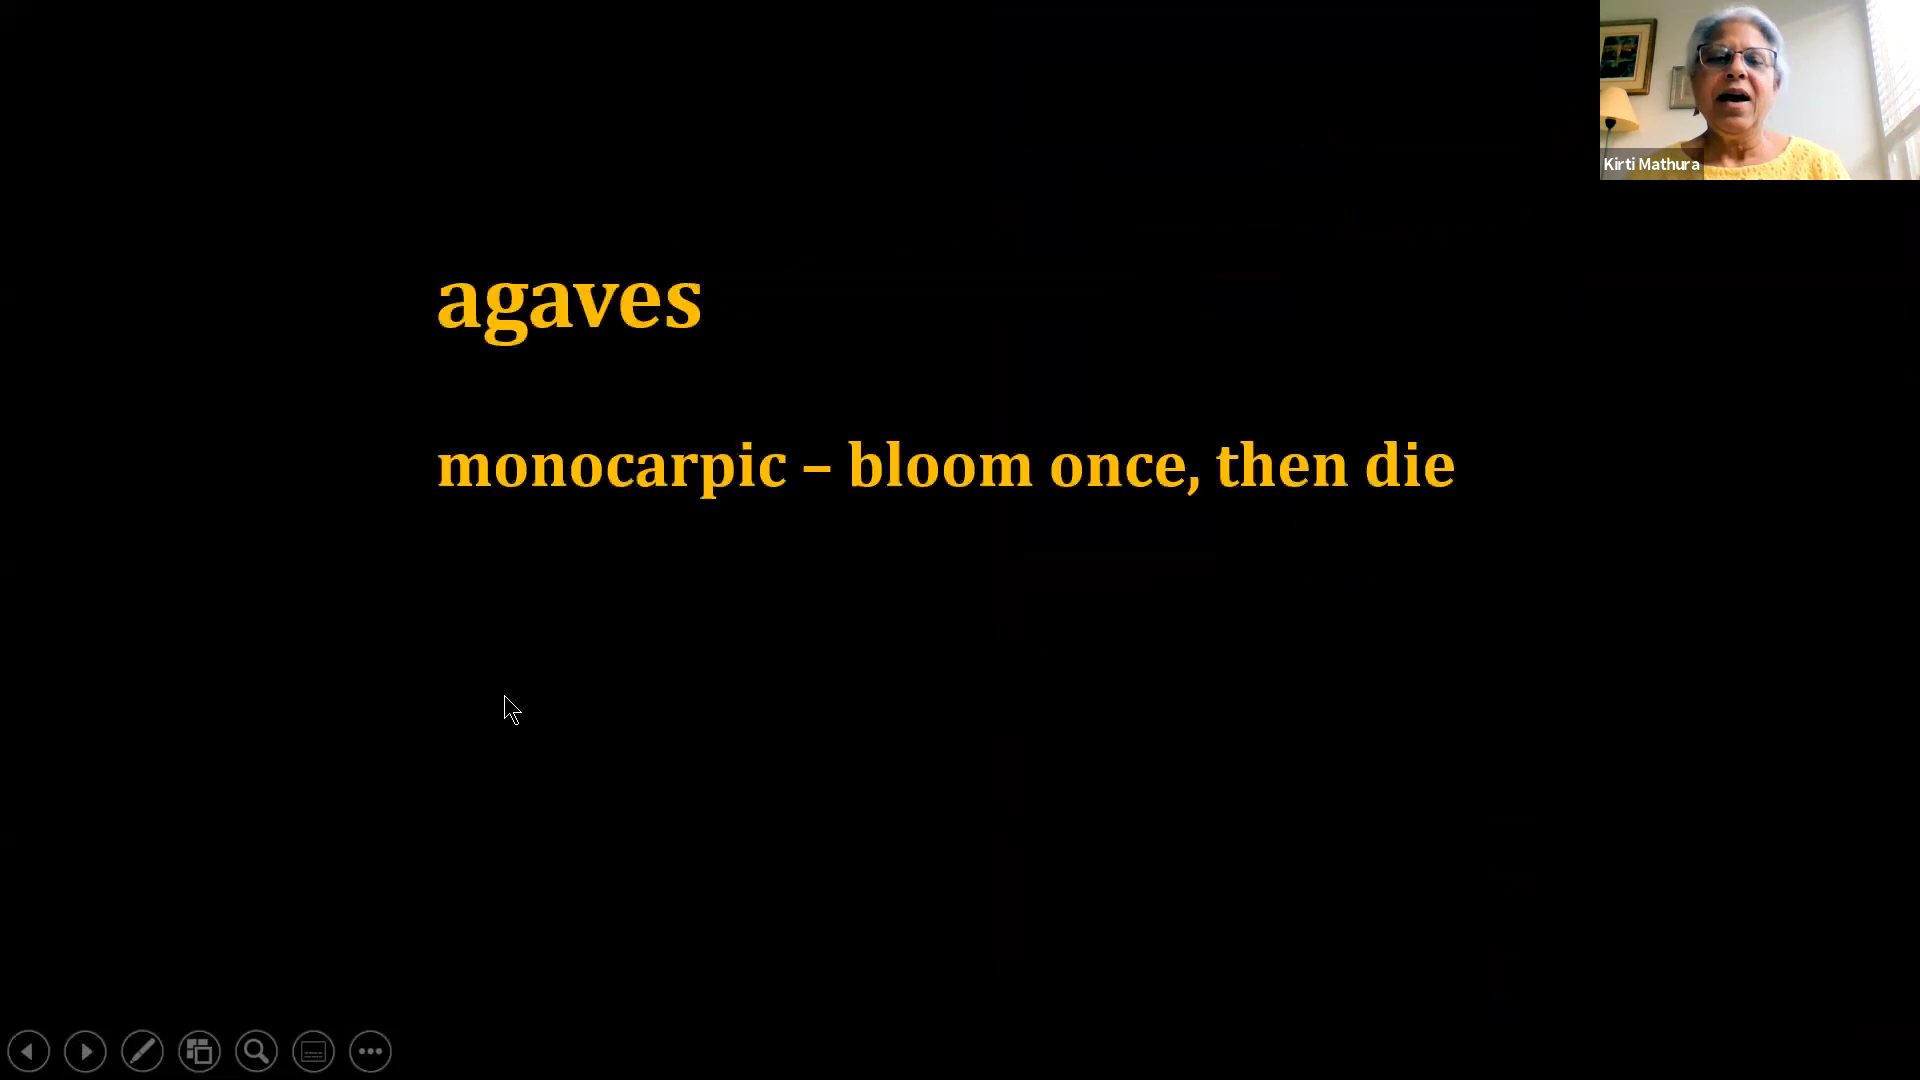 Kirti Mathura
agaves
monocarpic – bloom once, then die